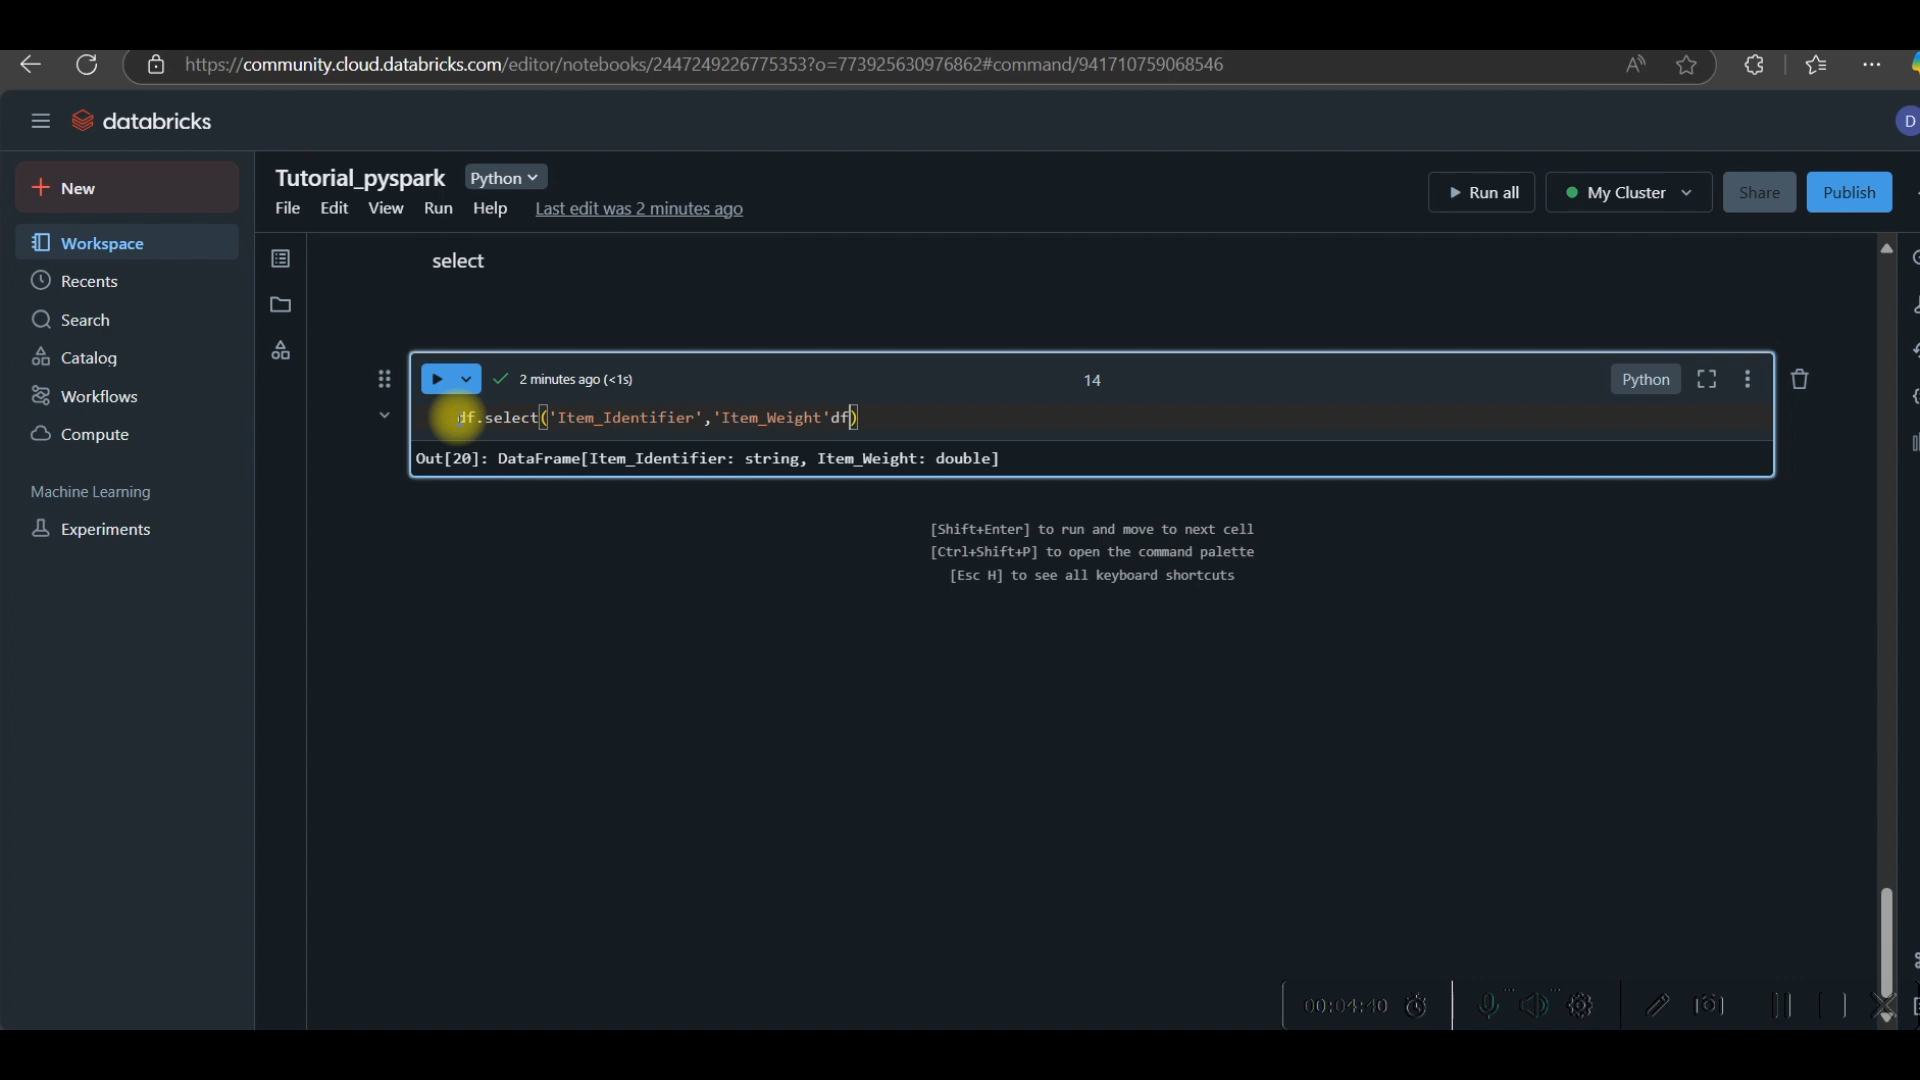 https://community.cloud.databricks.com/editor/notebooks/2447249226775353?o=773925630976862#command/941710759068546
databricks
D
New
Workspace
Recents
Search
Catalog
Workflows
Compute
Machine Learning
Experiments
Tutorial_pyspark Python
File Edit View Run Help Last edit was 2 minutes ago
Run all My Cluster Share Publish
select
2 minutes ago (<1s) 14 Python
df.select('Item_Identifier','Item_Weight'df)
Out[20]: DataFrame[Item_Identifier: string, Item_Weight: double]
[Shift+Enter] to run and move to next cell
[Ctrl+Shift+P] to open the command palette
[Esc H] to see all keyboard shortcuts
00:04:40